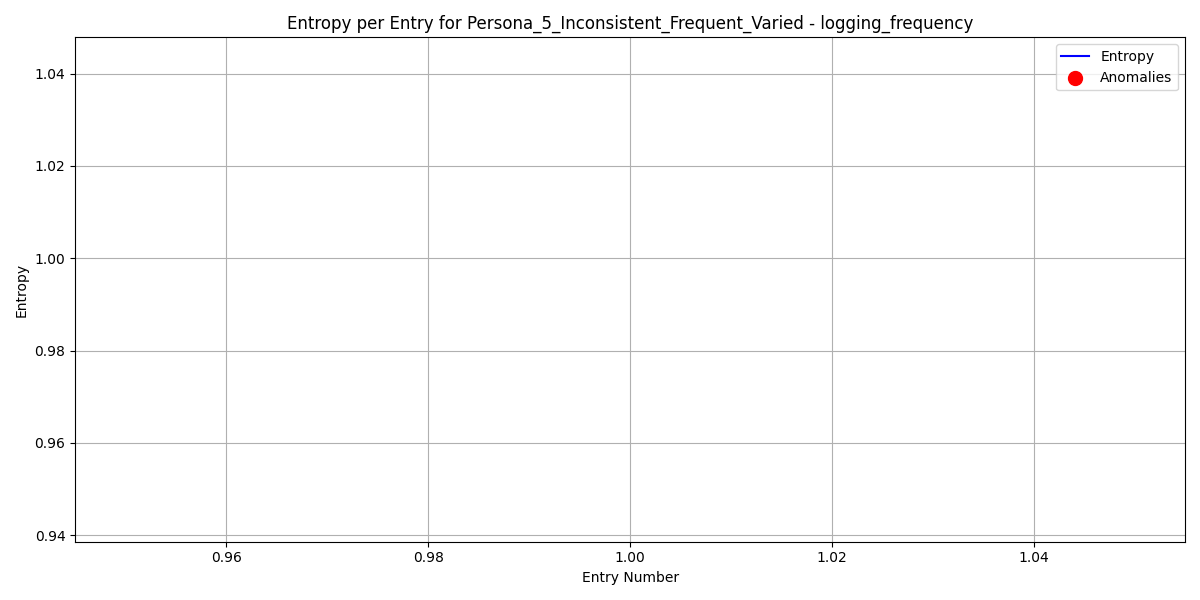 Entropy per Entry for Persona_5_Inconsistent_Frequent_Varied - logging_frequency
Entropy
Anomalies
1.04
1.02
1.00
0.98
0.96
0.94
Entropy
0.96 0.98 1.00 1.02 1.04
Entry Number